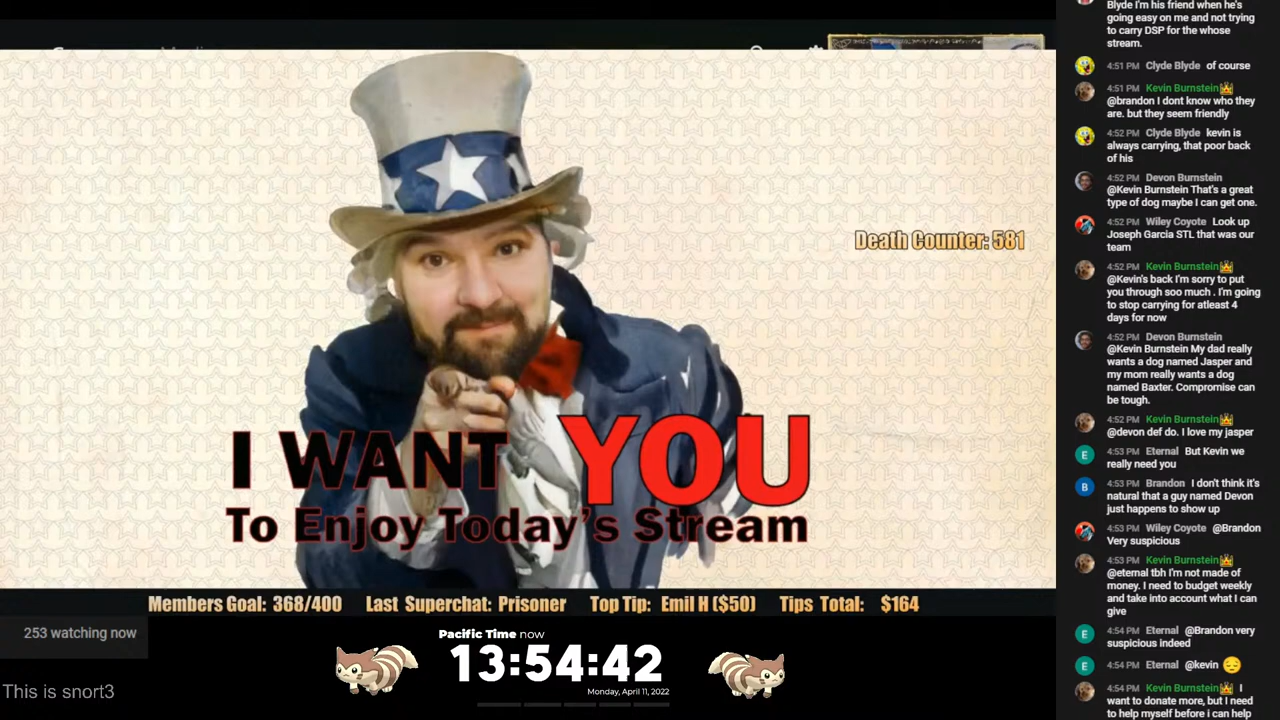 Death Counter: 581
I WANT YOU
To Enjoy Today's Stream
Members Goal: 368/400 Last Superchat: Prisoner Top Tip: Emil H ($50) Tips Total: $164
253 watching now
Pacific Time now
13:54:42
Monday, April 11, 2022
This is snort3
Blyde I'm his friend when he's
going easy on me and not trying
to carry DSP for the whose
stream.
4:51 PM Clyde Blyde of course
4:51 PM Kevin Burnstein
@brandon I dont know who they
are. but they seem friendly
4:52 PM Clyde Blyde kevin is
always carrying, that poor back
of his
4:52 PM Devon Burnstein
@Kevin Burnstein That's a great
type of dog maybe I can get one.
4:52 PM Wiley Coyote Look up
Joseph Garcia STL that was our
team
4:52 PM Kevin Burnstein
@Kevin's back I'm sorry to put
you through soo much . I'm going
to stop carrying for atleast 4
days for now
4:52 PM Devon Burnstein
@Kevin Burnstein My dad really
wants a dog named Jasper and
my mom really wants a dog
named Baxter. Compromise can
be tough.
4:52 PM Kevin Burnstein
@devon def do. I love my jasper
4:53 PM Eternal But Kevin we
really need you
4:53 PM Brandon I don't think it's
natural that a guy named Devon
just happens to show up
4:53 PM Wiley Coyote @Brandon
Very suspicious
4:53 PM Kevin Burnstein
@eternal tbh I'm not made of
money. I need to budget weekly
and take into account what I can
give
4:54 PM Eternal @Brandon very
suspicious indeed
4:54 PM Eternal @kevin 😔
4:54 PM Kevin Burnstein I
want to donate more, but I need
to help myself before i can help